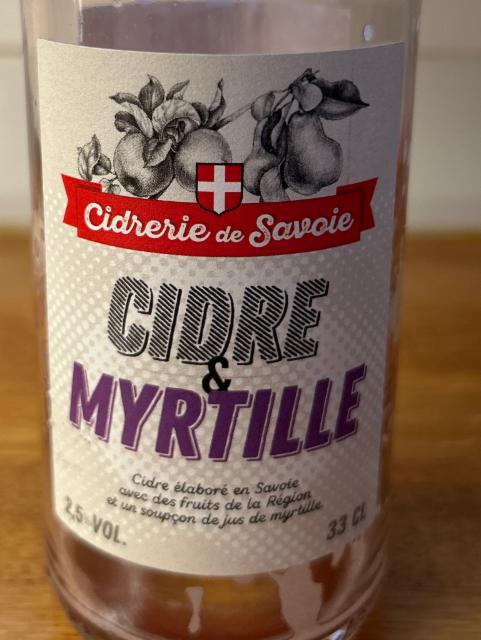 Cidrerie de Savoie
CIDRE
&
MYRTILLE
Cidre élaboré en Savoie
avec des fruits de la Région
et un soupçon de jus de myrtille.
2,5%VOL.
33 CL